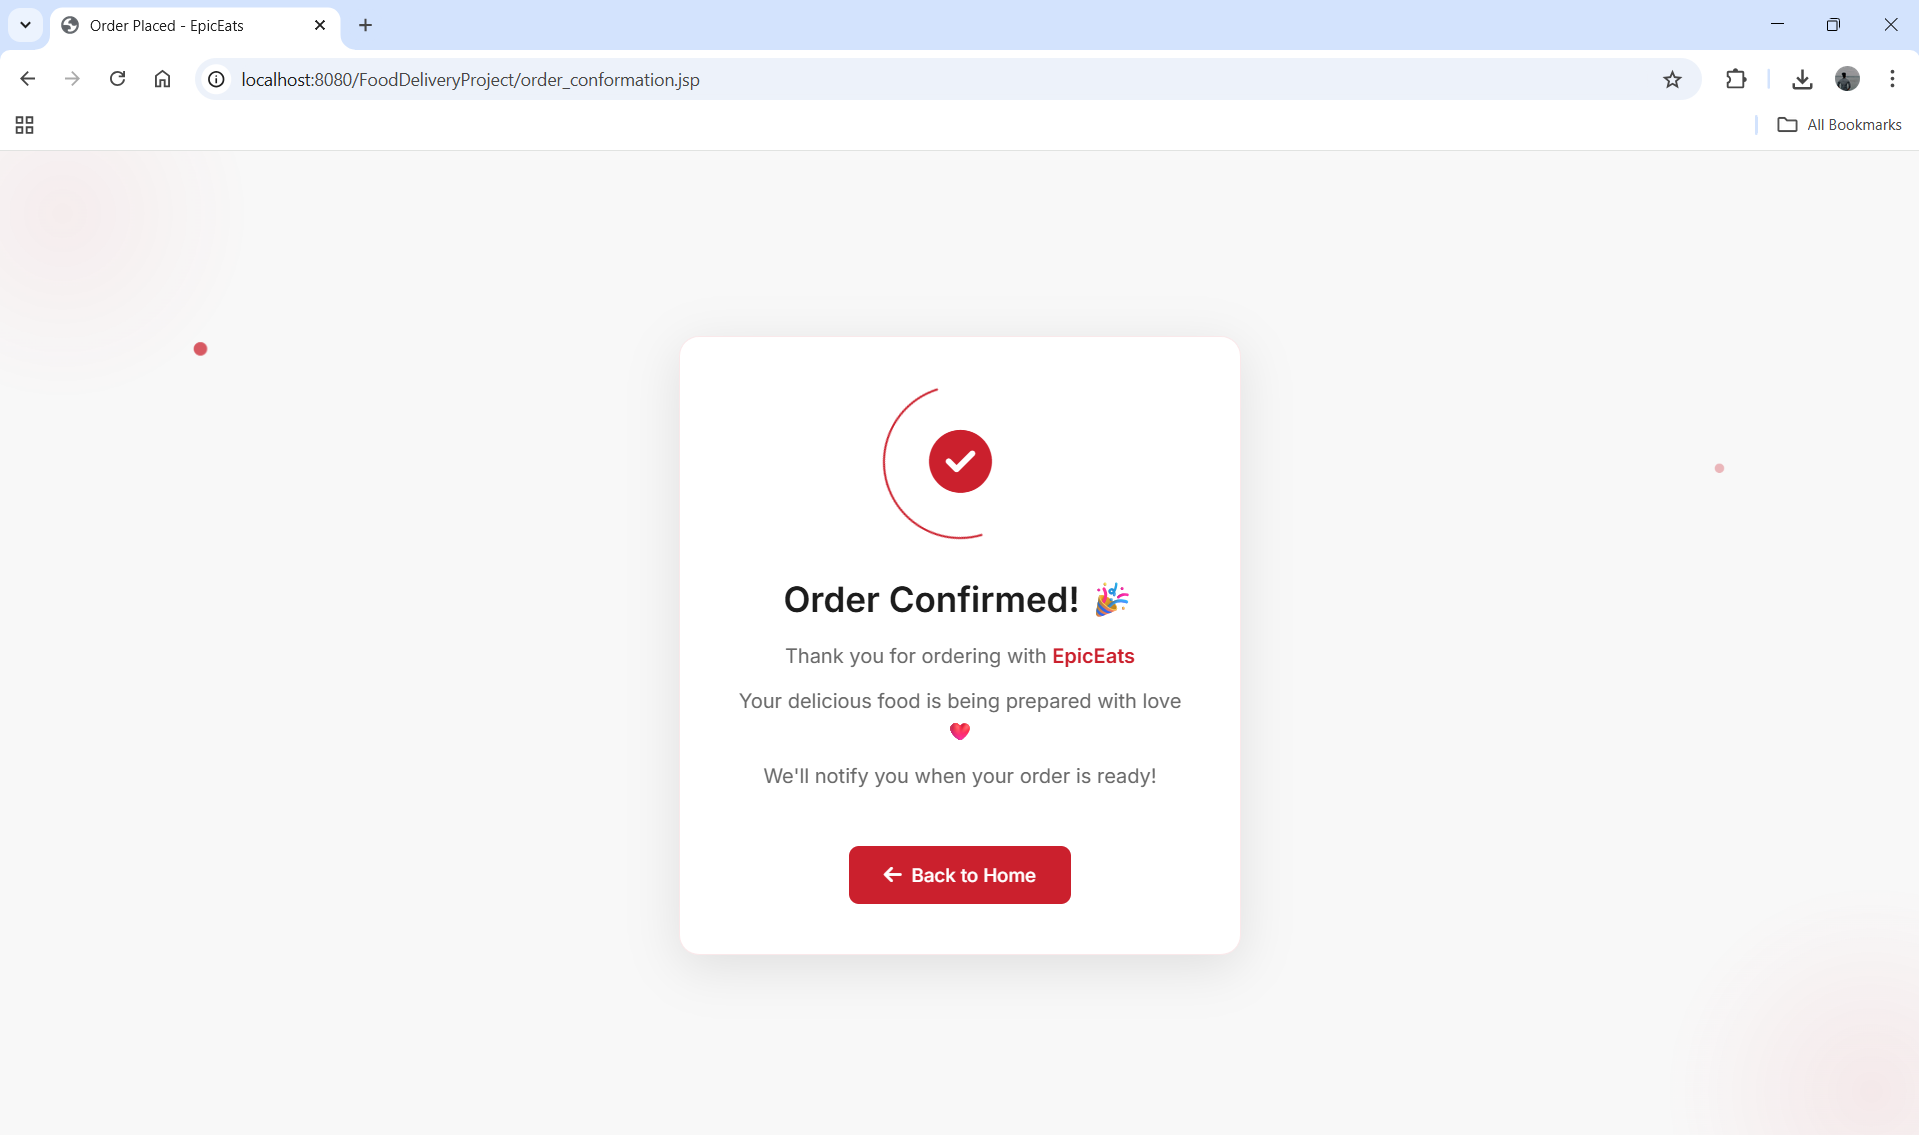 Order Placed - EpicEats
localhost:8080/FoodDeliveryProject/order_conformation.jsp
All Bookmarks
Order Confirmed! 🎉
Thank you for ordering with EpicEats
Your delicious food is being prepared with love
❤️
We'll notify you when your order is ready!
← Back to Home